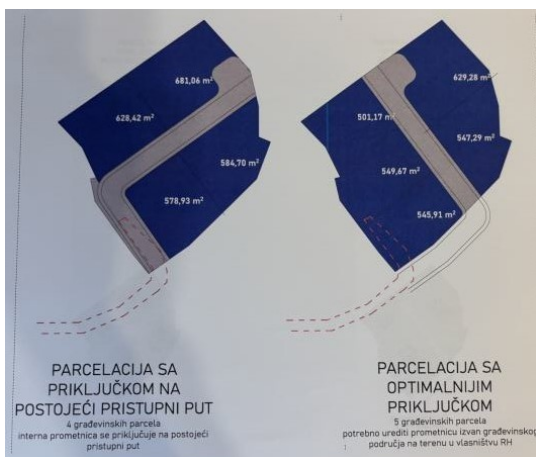 681,06 m²
628,42 m²
584,70 m²
578,93 m²
PARCELACIJA SA
PRIKLJUČKOM NA
POSTOJEĆI PRISTUPNI PUT
4 građevinskih parcela
interna prometnica se priključuje na postojeći
pristupni put
629,28 m²
501,17 m²
547,29 m²
549,67 m²
545,91 m²
PARCELACIJA SA
OPTIMALNIJIM
PRIKLJUČKOM
5 građevinskih parcela
potrebno urediti prometnicu izvan građevinskog
područja na terenu u vlasništvu RH